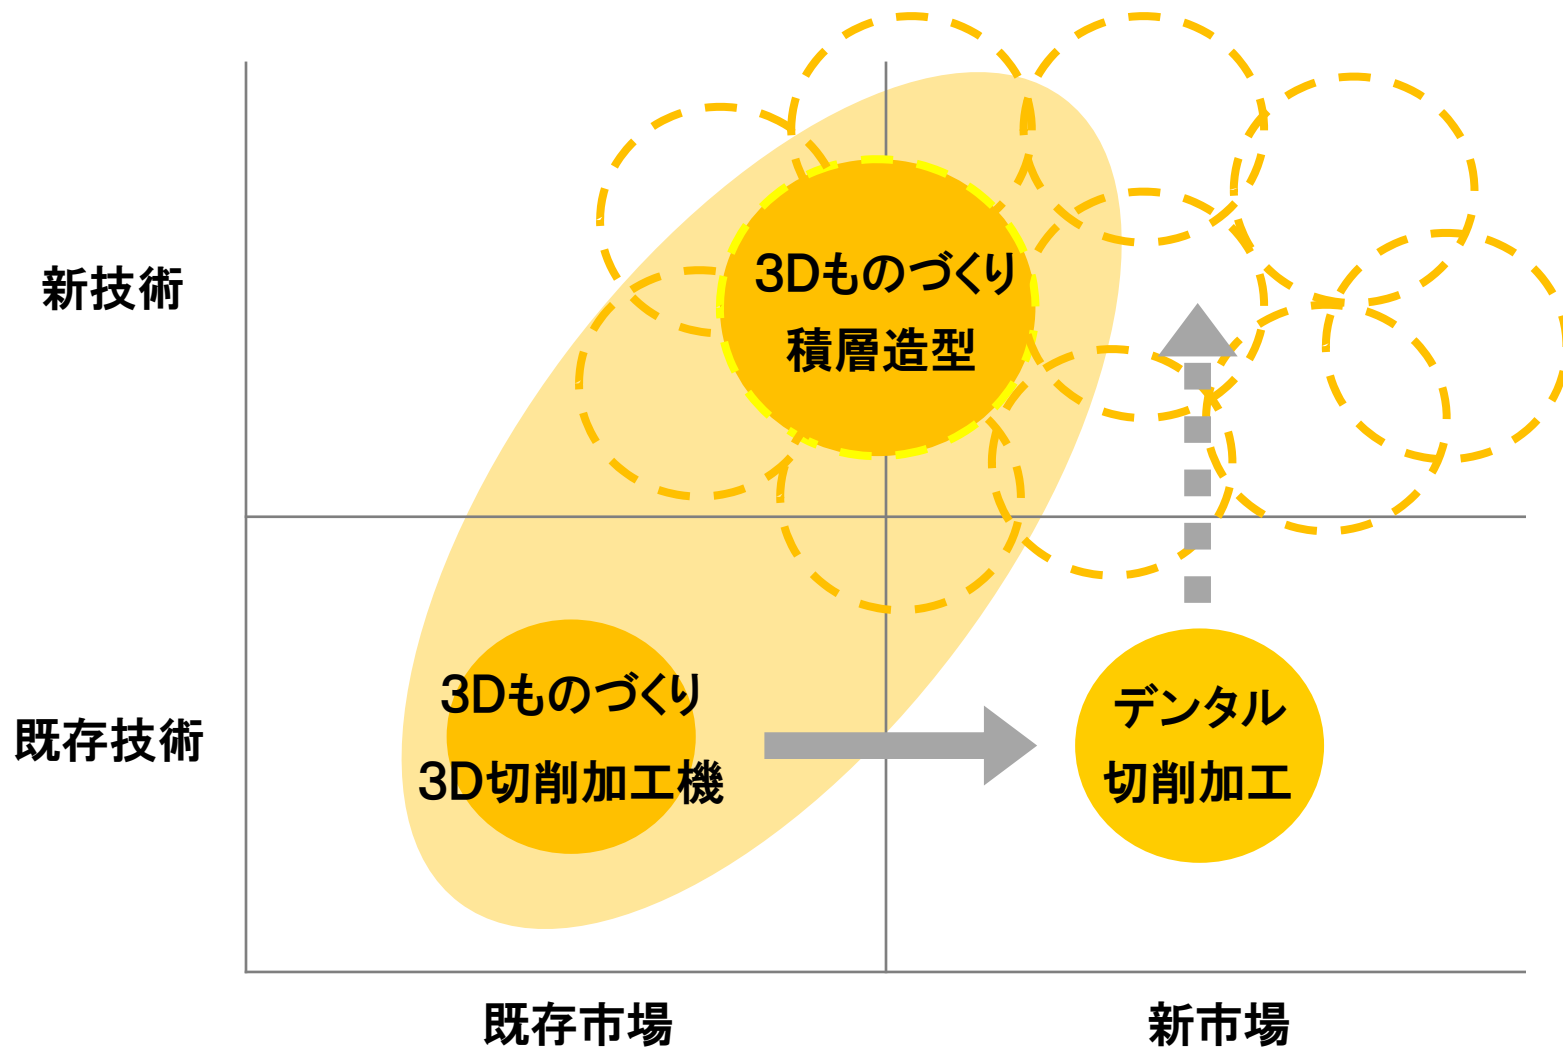 新技術
3Dものづくり
積層造型
既存技術
3Dものづくり
3D切削加工機
デンタル
切削加工
既存市場
新市場